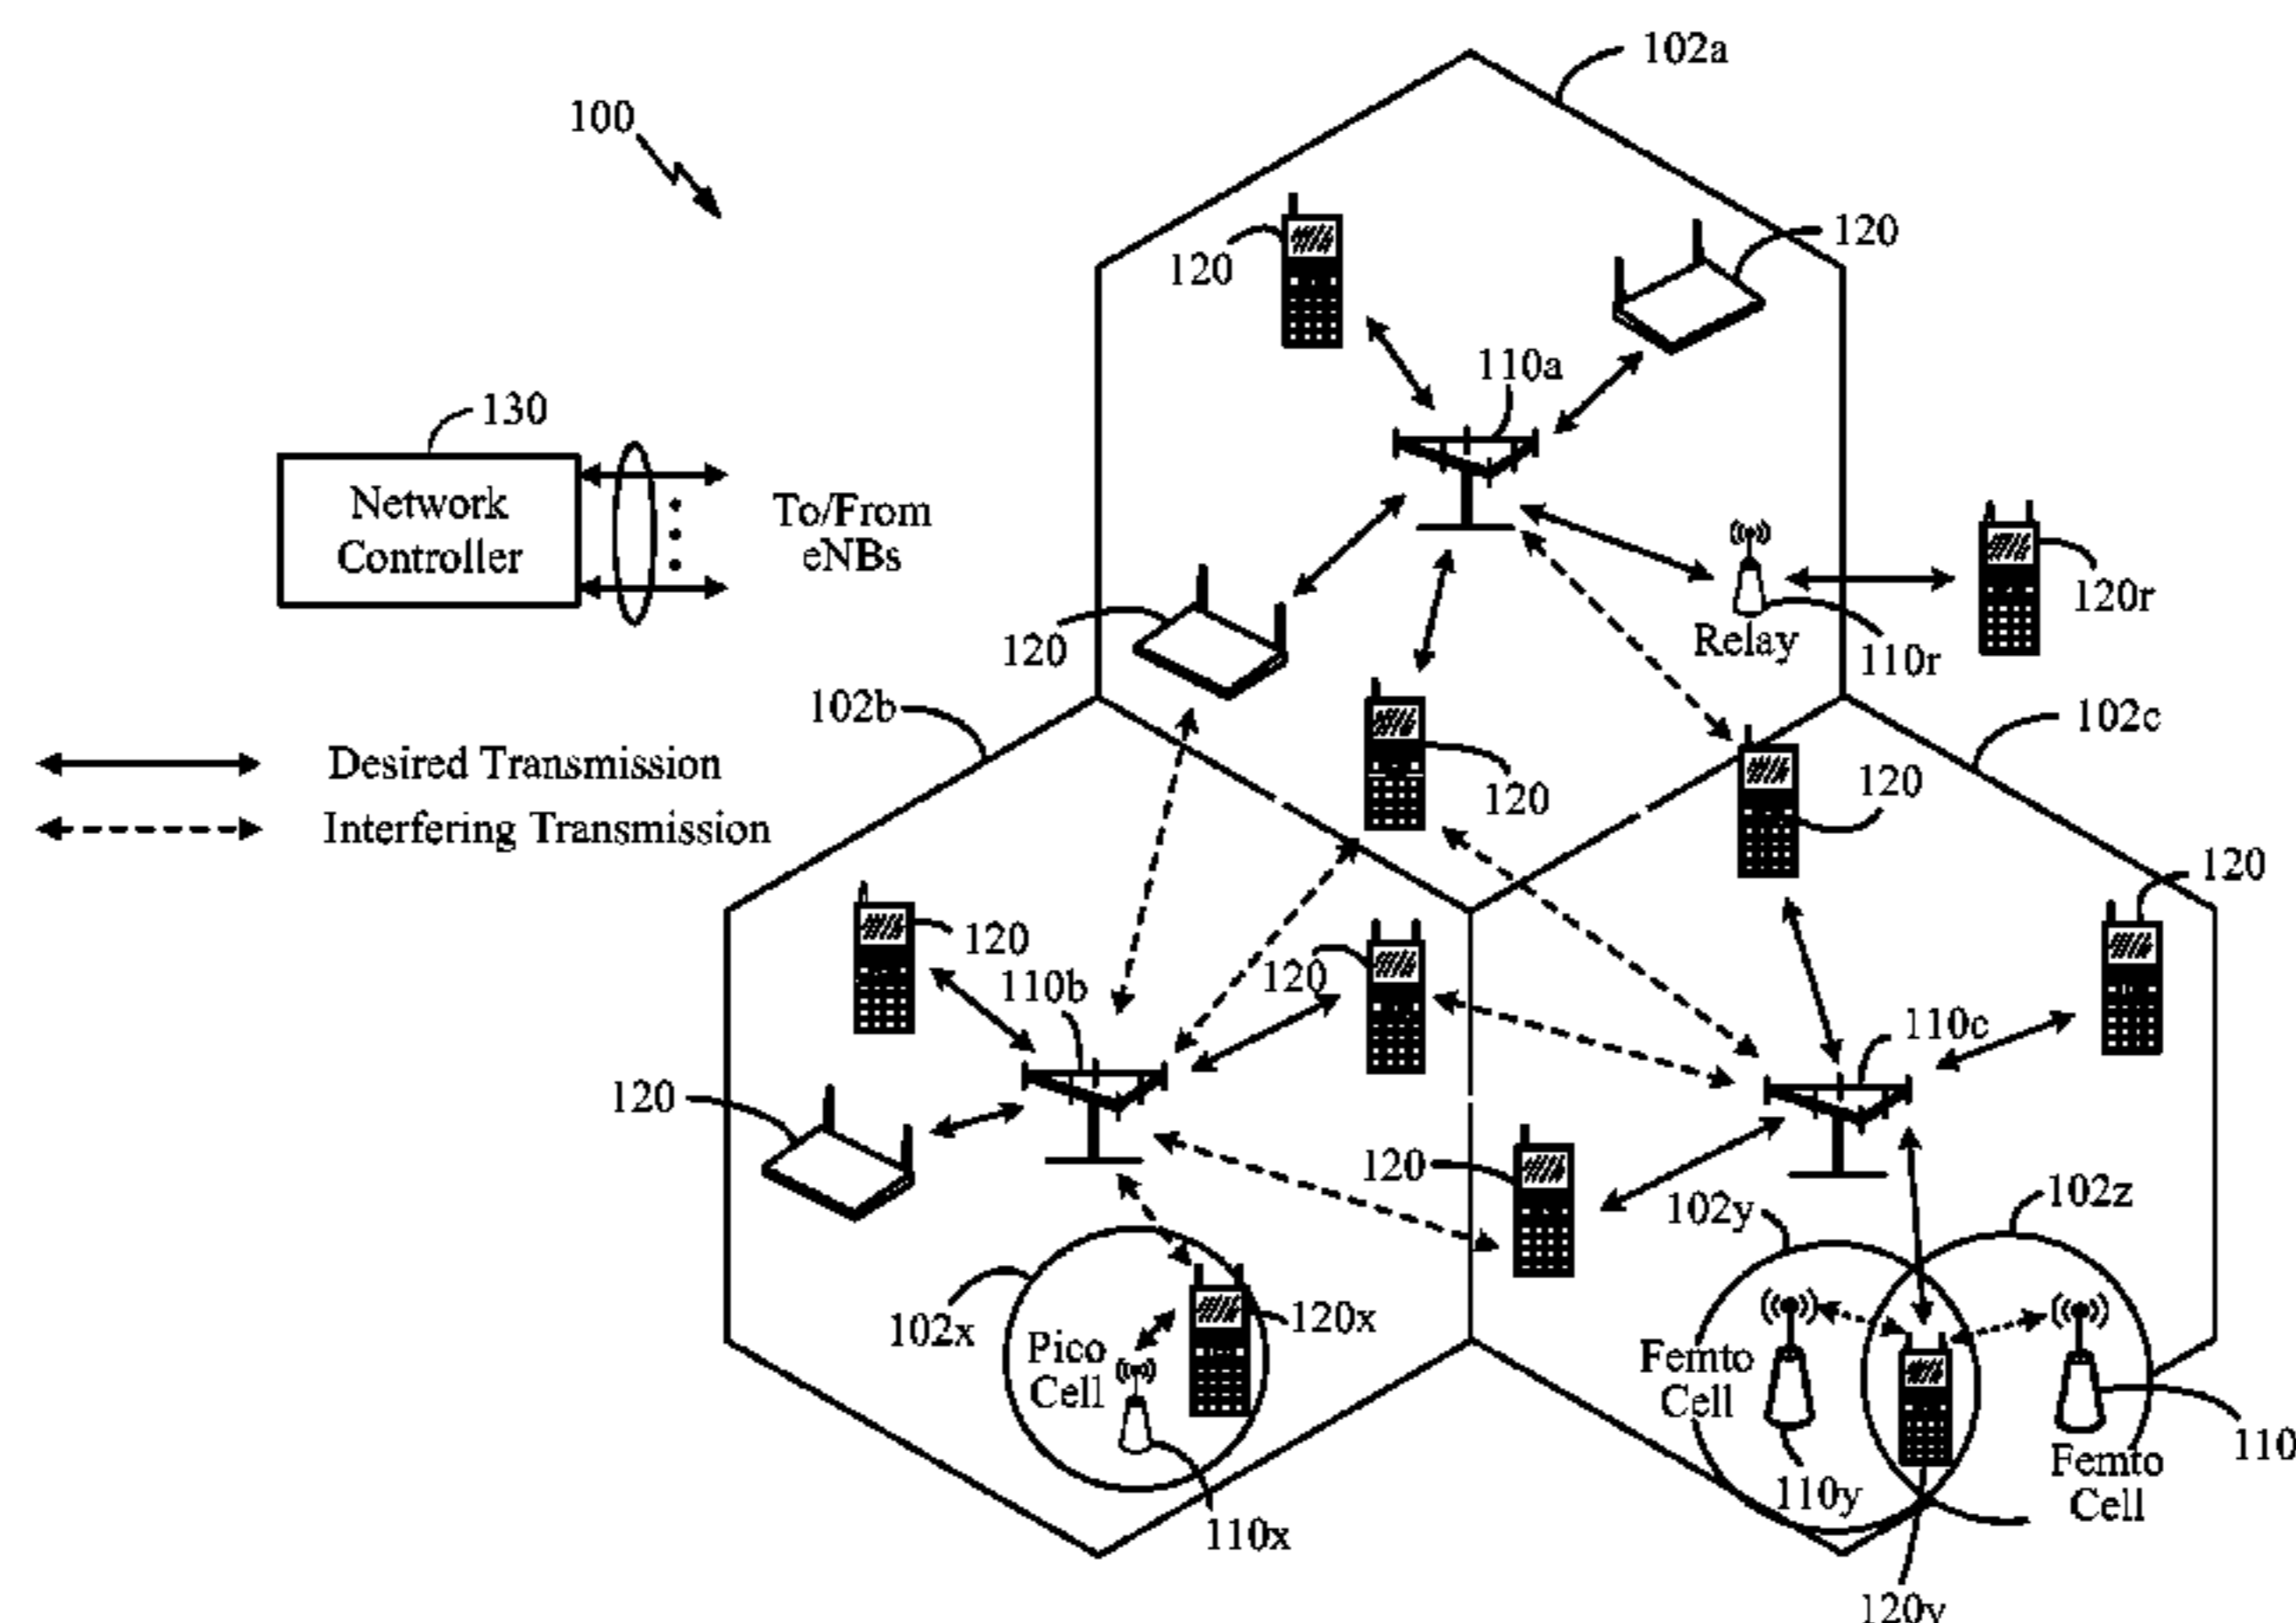 102a
100
120
120
120
110a
130
Network
Controller
To/From
eNBs
120r
Relay
110r
120
102b
102c
Desired Transmission
120
120
Interfering Transmission
120
120
120
110b
110c
120
120
102y
102z
102x
120x
Pico
Cell
Femto
Cell
110y
110
Femto
Cell
110x